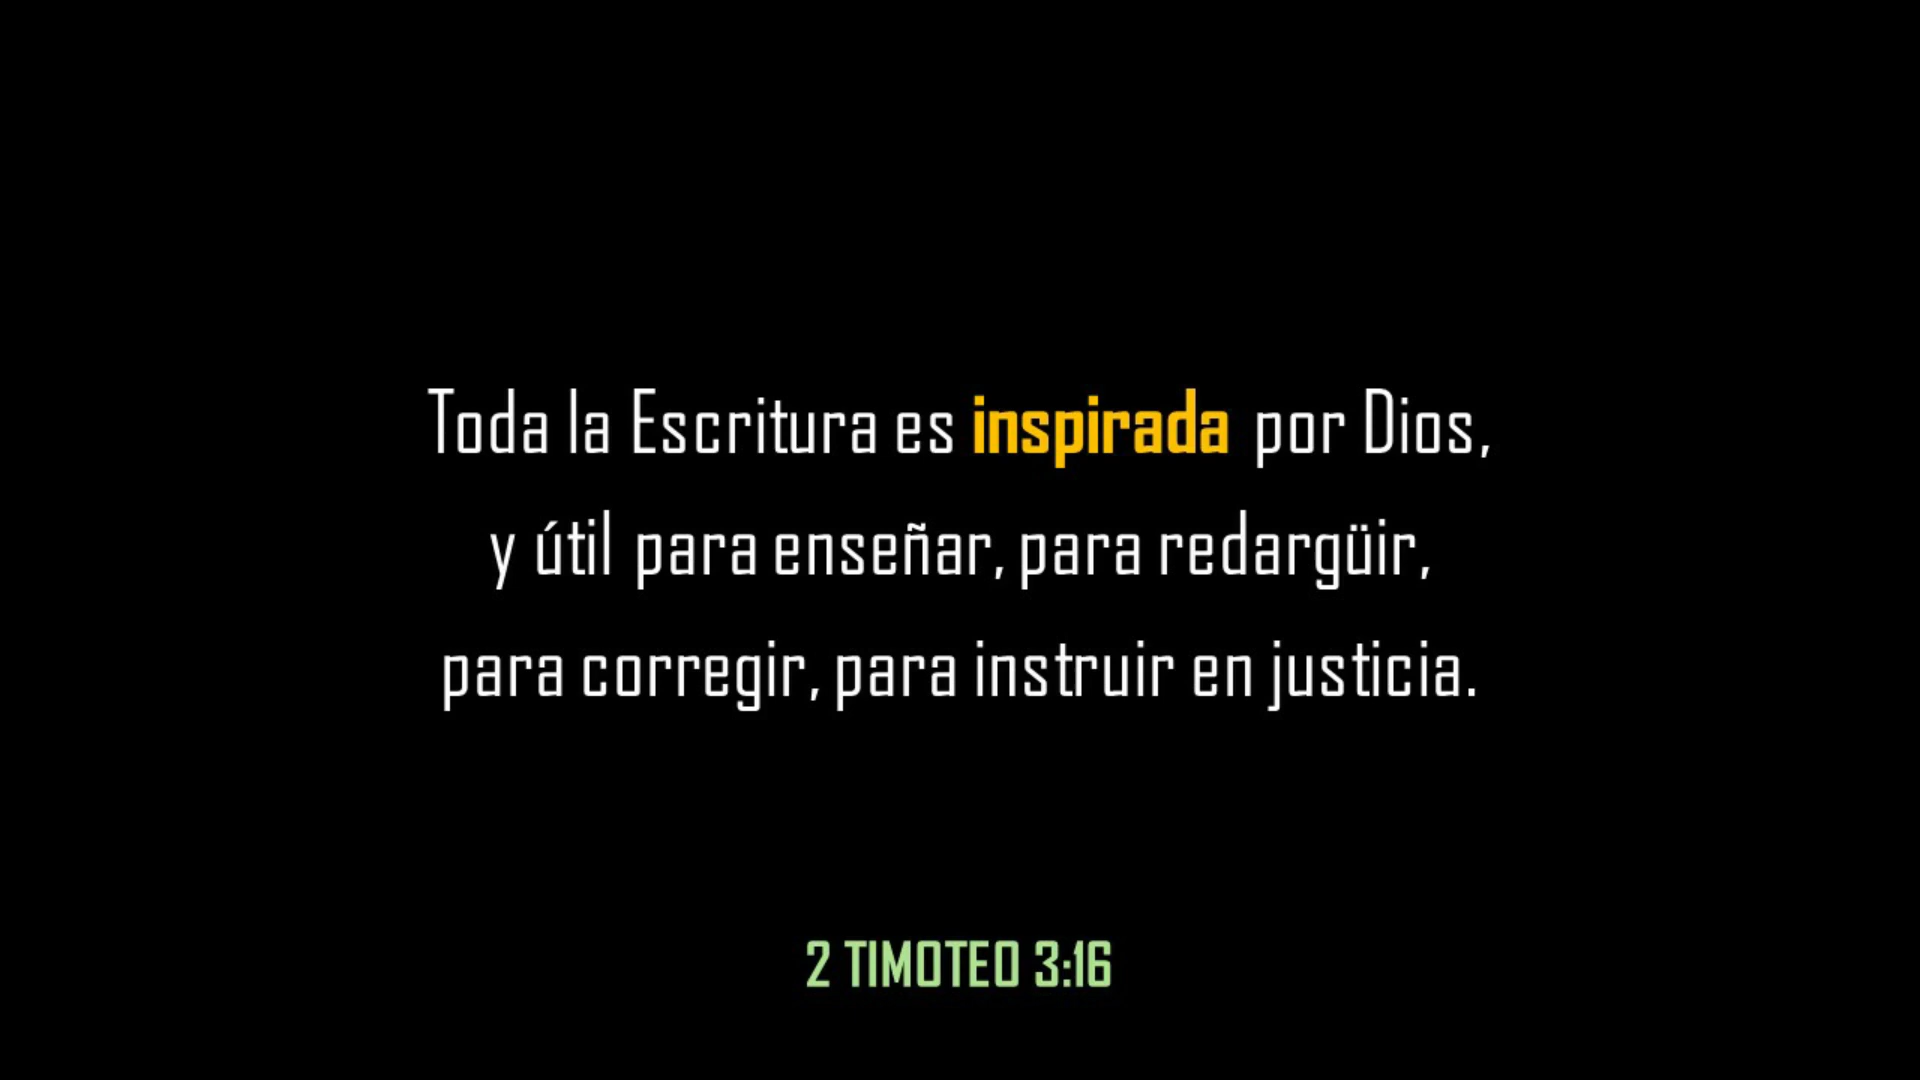 Toda la Escritura es inspirada por Dios,
y útil para enseñar, para redargüir,
para corregir, para instruir en justicia.
2 TIMOTEO 3:16